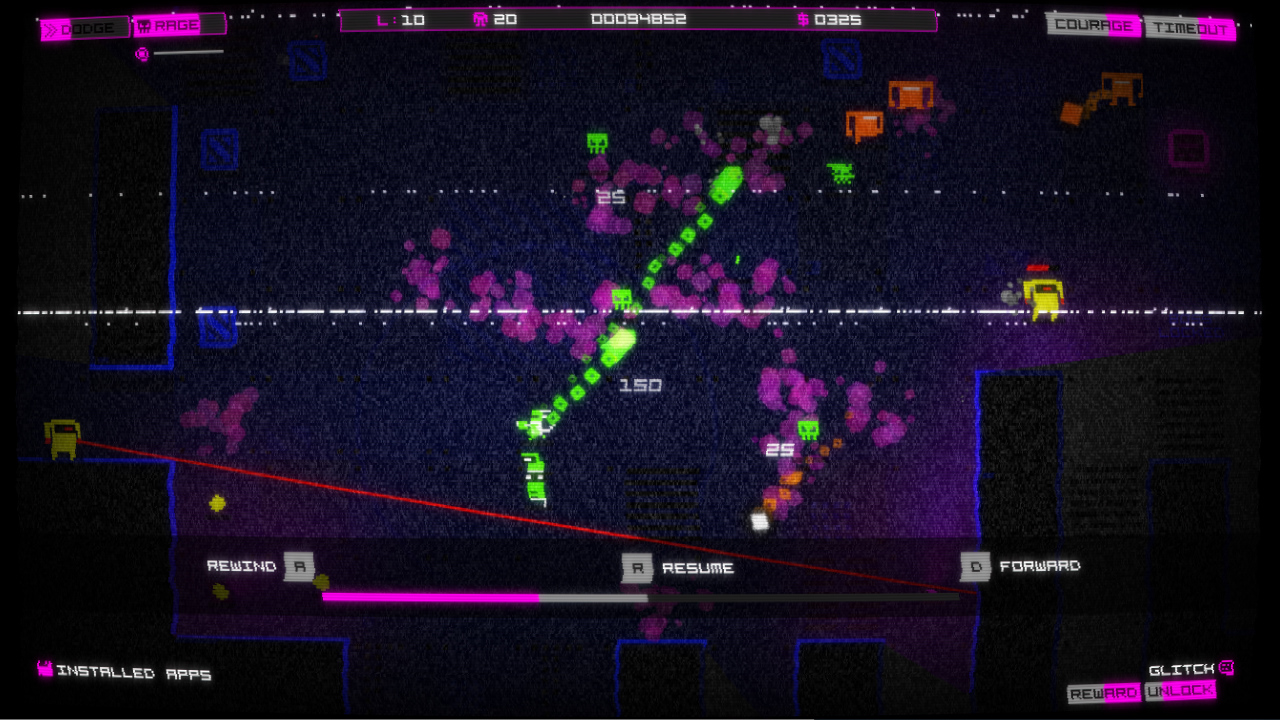 DODGE RAGE
L:10 20 00094852 $ 0325
COURAGE TIMEOUT
25
150
25
REWIND A
R RESUME
D FORWARD
INSTALLED APPS
GLITCH
REWARD UNLOCK